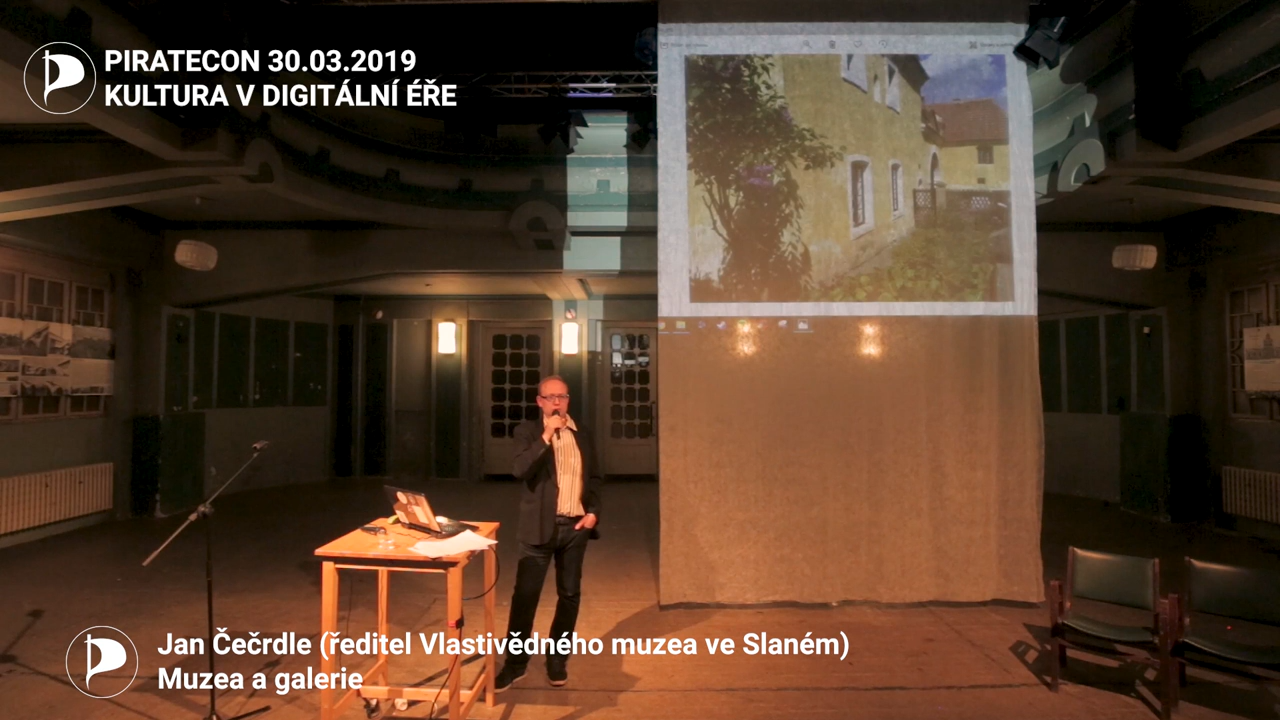 PIRATECON 30.03.2019
KULTURA V DIGITÁLNÍ ÉŘE
Jan Čečrdle (ředitel Vlastivědného muzea ve Slaném)
Muzea a galerie